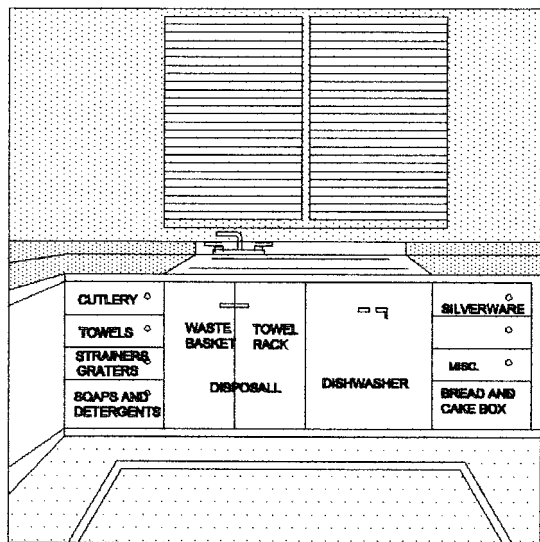 CUTLERY
TOWELS
STRAINERS
GRATERS
SOAPS AND
DETERGENTS
WASTE
BASKET
TOWEL
RACK
DISPOSALL
DISHWASHER
SILVERWARE
MISC.
BREAD AND
CAKE BOX